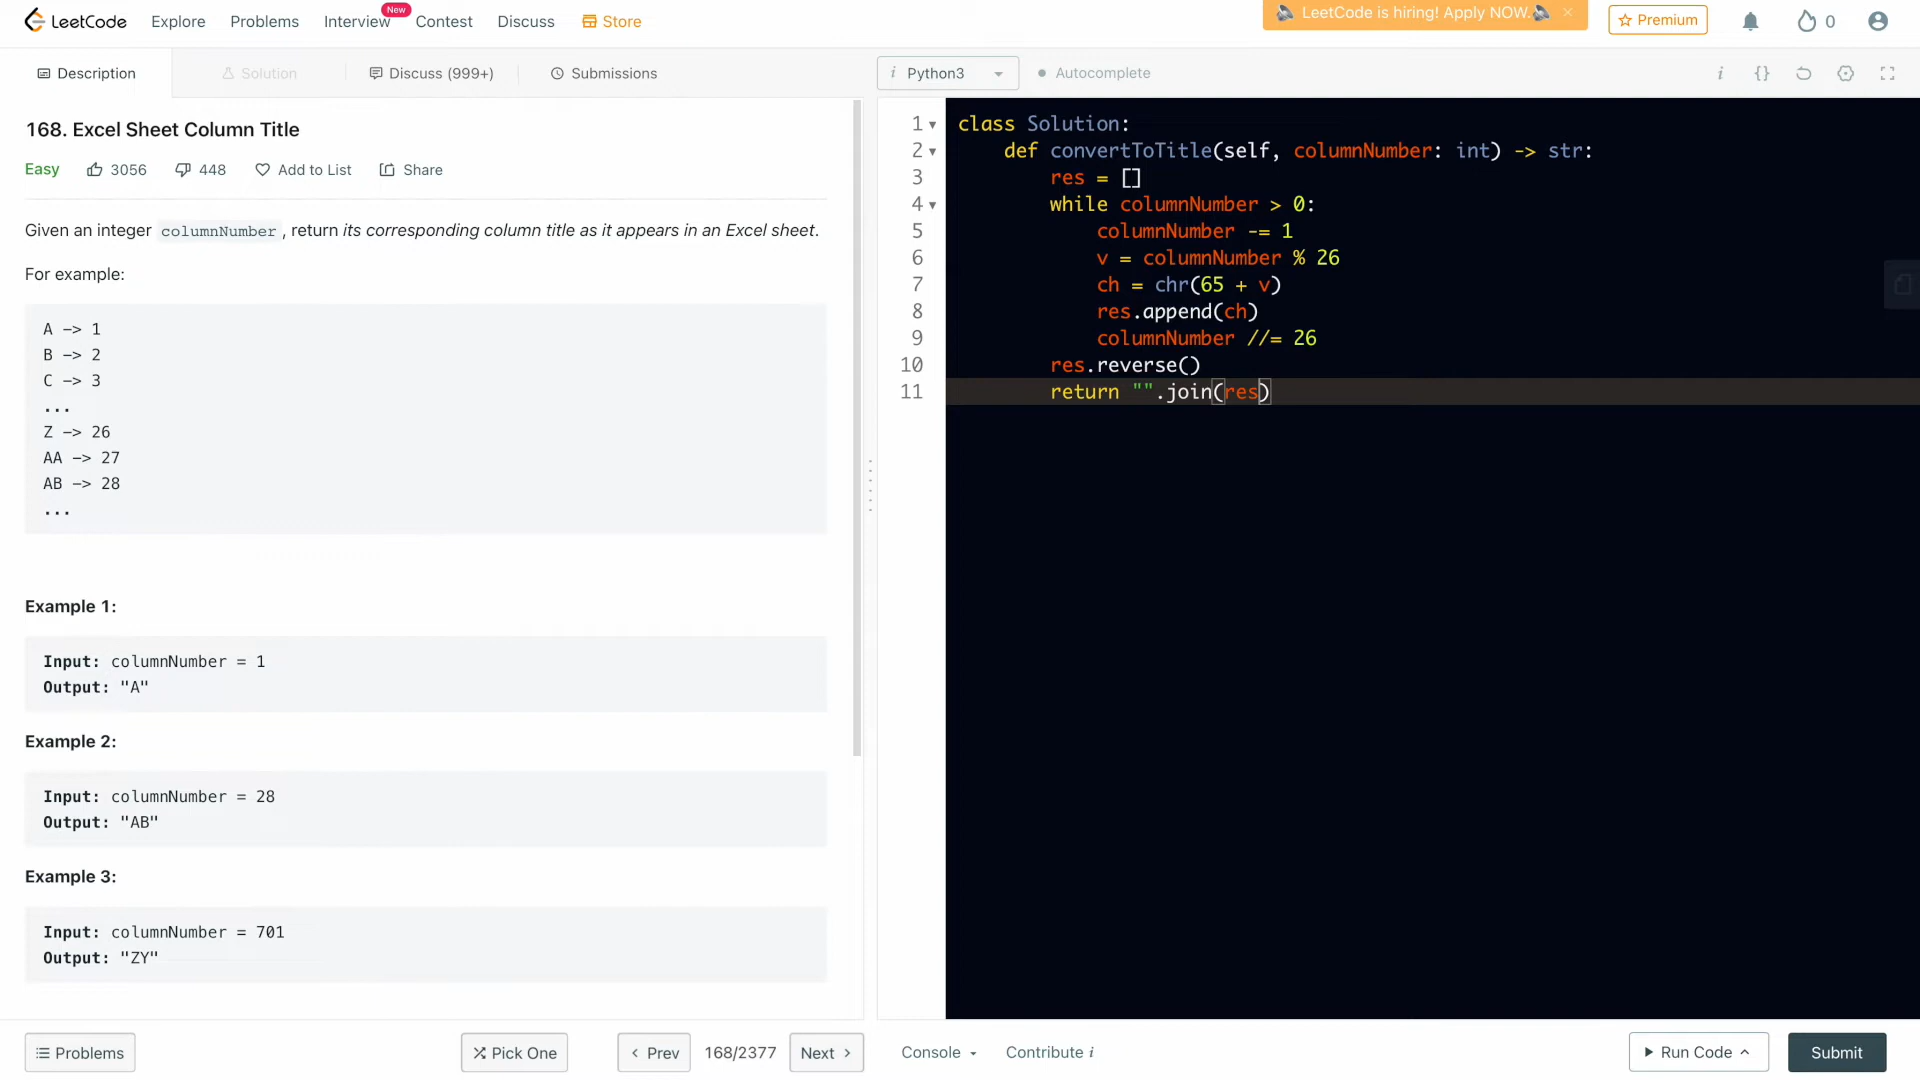 LeetCode Explore Problems Interview New Contest Discuss Store LeetCode is hiring! Apply NOW. × Premium 0
Description Solution Discuss (999+) Submissions i Python3 Autocomplete i {}
168. Excel Sheet Column Title
Easy 3056 448 Add to List Share
Given an integer columnNumber, return its corresponding column title as it appears in an Excel sheet.
For example:
A -> 1
B -> 2
C -> 3
...
Z -> 26
AA -> 27
AB -> 28
...
Example 1:
Input: columnNumber = 1
Output: "A"
Example 2:
Input: columnNumber = 28
Output: "AB"
Example 3:
Input: columnNumber = 701
Output: "ZY"
1 class Solution:
2 def convertToTitle(self, columnNumber: int) -> str:
3 res = []
4 while columnNumber > 0:
5 columnNumber -= 1
6 v = columnNumber % 26
7 ch = chr(65 + v)
8 res.append(ch)
9 columnNumber //= 26
10 res.reverse()
11 return "".join(res)
Problems Pick One < Prev 168/2377 Next > Console Contribute i Run Code Submit